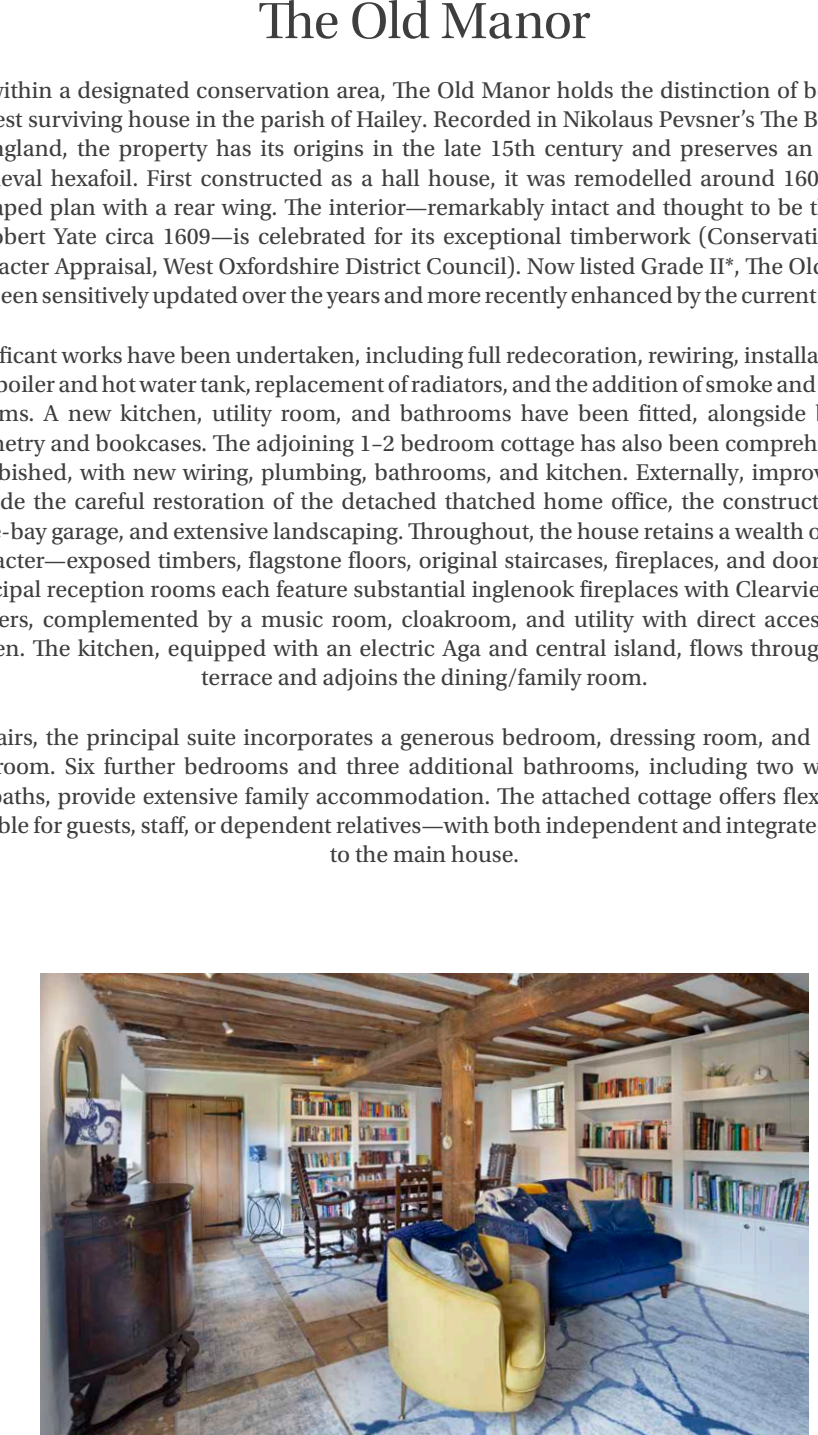 The Old Manor
within a designated conservation area, The Old Manor holds the distinction of b
est surviving house in the parish of Hailey. Recorded in Nikolaus Pevsner's The B
ngland, the property has its origins in the late 15th century and preserves an
ieval hexafoil. First constructed as a hall house, it was remodelled around 160
aped plan with a rear wing. The interior—remarkably intact and thought to be t
obert Yate circa 1609—is celebrated for its exceptional timberwork (Conservati
acter Appraisal, West Oxfordshire District Council). Now listed Grade II*, The Old
een sensitively updated over the years and more recently enhanced by the current
ficant works have been undertaken, including full redecoration, rewiring, installa
boiler and hot water tank, replacement of radiators, and the addition of smoke and
ms. A new kitchen, utility room, and bathrooms have been fitted, alongside b
netry and bookcases. The adjoining 1–2 bedroom cottage has also been compreh
bished, with new wiring, plumbing, bathrooms, and kitchen. Externally, improv
de the careful restoration of the detached thatched home office, the construct
e-bay garage, and extensive landscaping. Throughout, the house retains a wealth o
acter—exposed timbers, flagstone floors, original staircases, fireplaces, and door
cipal reception rooms each feature substantial inglenook fireplaces with Clearvie
ers, complemented by a music room, cloakroom, and utility with direct acces
en. The kitchen, equipped with an electric Aga and central island, flows throug
terrace and adjoins the dining/family room.
airs, the principal suite incorporates a generous bedroom, dressing room, and
room. Six further bedrooms and three additional bathrooms, including two w
baths, provide extensive family accommodation. The attached cottage offers flex
ble for guests, staff, or dependent relatives—with both independent and integrate
to the main house.